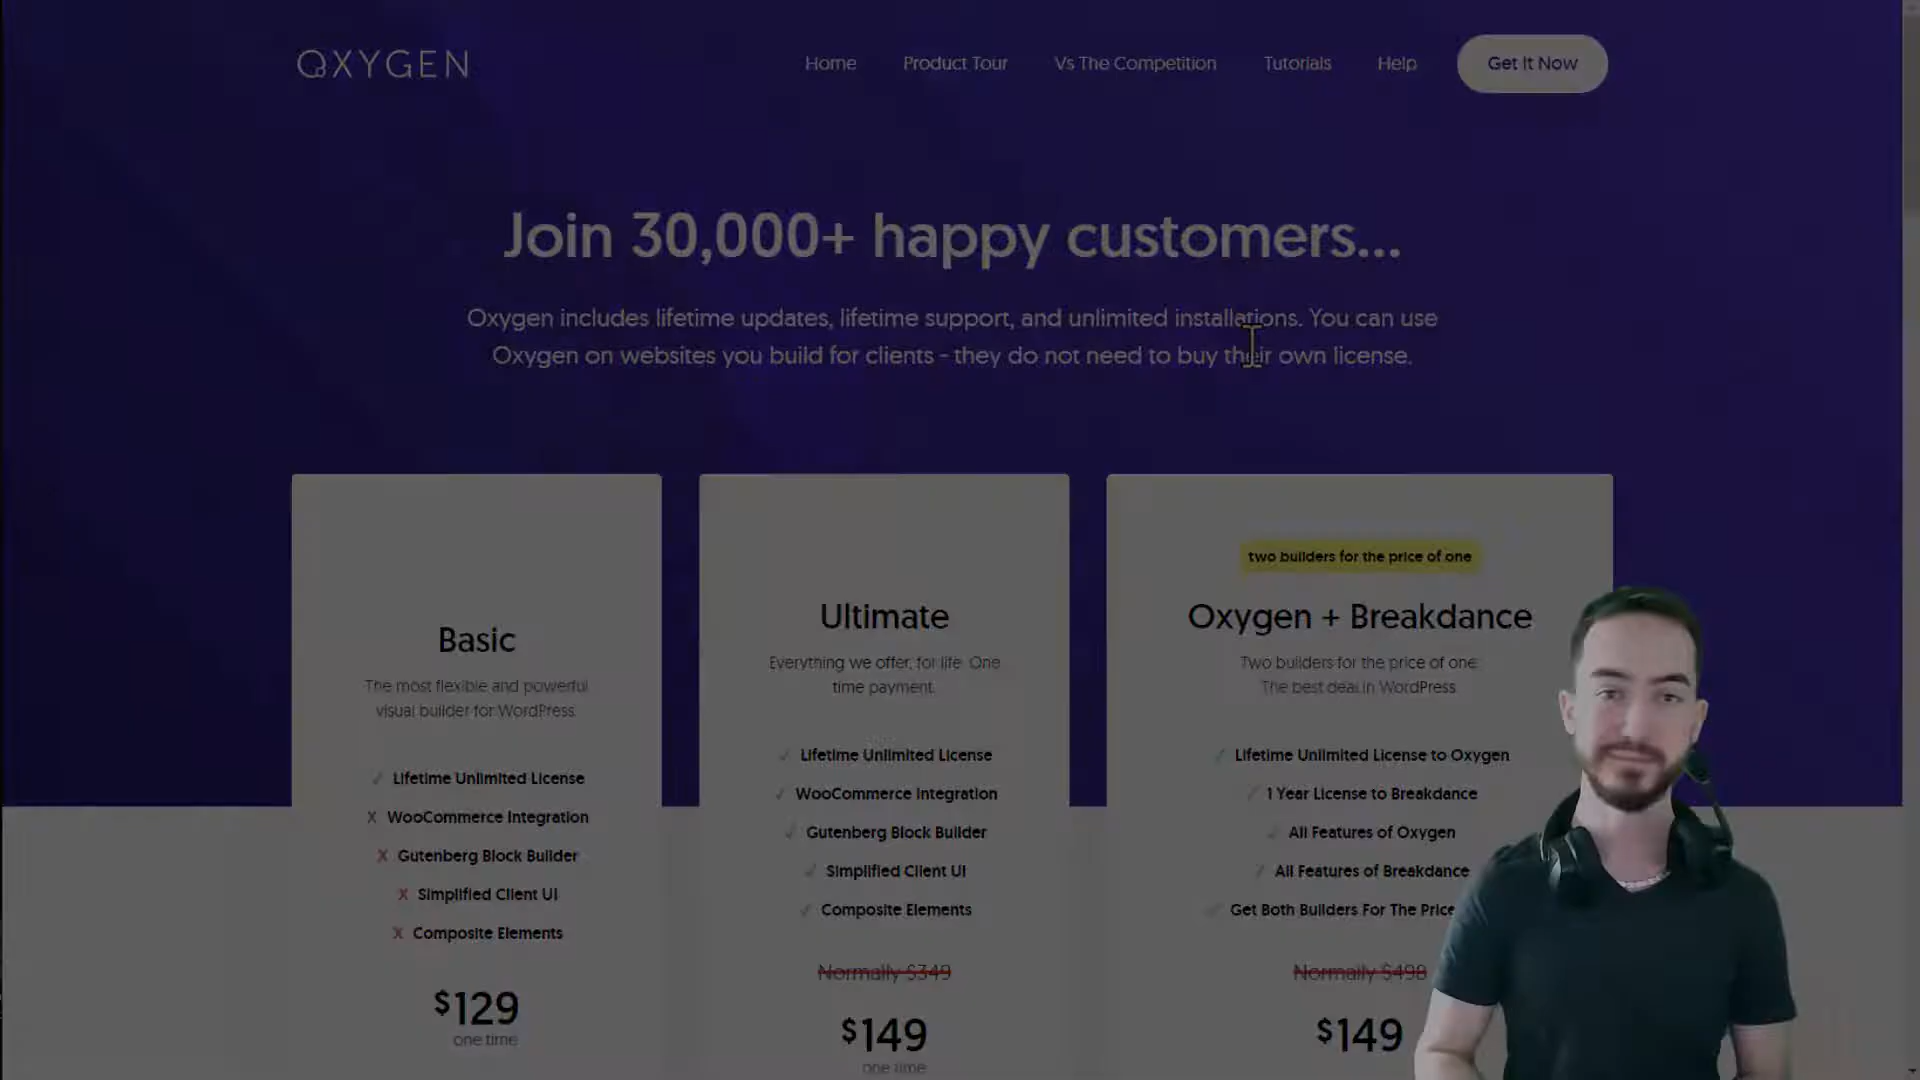 OXYGEN
Home
Product Tour
Vs The Competition
Tutorials
Help
Get It Now
Join 30,000+ happy customers...
Oxygen includes lifetime updates, lifetime support, and unlimited installations. You can use
Oxygen on websites you build for clients - they do not need to buy their own license.
Basic
The most flexible and powerful
visual builder for WordPress.
✓ Lifetime Unlimited License
X WooCommerce Integration
X Gutenberg Block Builder
X Simplified Client UI
X Composite Elements
$129
one time
Ultimate
Everything we offer, for life. One
time payment.
✓ Lifetime Unlimited License
✓ WooCommerce Integration
✓ Gutenberg Block Builder
✓ Simplified Client UI
✓ Composite Elements
Normally $349
$149
one time
two builders for the price of one
Oxygen + Breakdance
Two builders for the price of one.
The best deal in WordPress.
✓ Lifetime Unlimited License to Oxygen
✓ 1 Year License to Breakdance
✓ All Features of Oxygen
✓ All Features of Breakdance
✓ Get Both Builders For The Price
Normally $498
$149